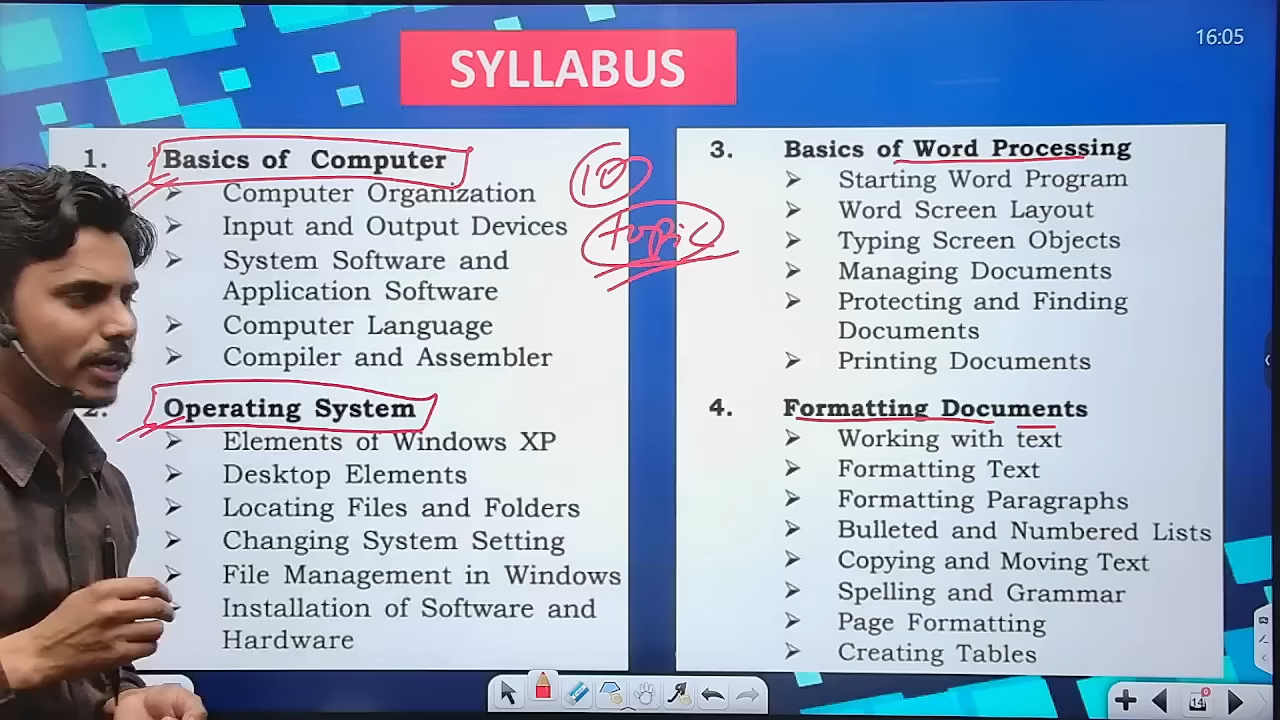 16:05
SYLLABUS
1. Basics of Computer
➢ Computer Organization
➢ Input and Output Devices
➢ System Software and
Application Software
➢ Computer Language
➢ Compiler and Assembler
2. Operating System
➢ Elements of Windows XP
➢ Desktop Elements
➢ Locating Files and Folders
➢ Changing System Setting
➢ File Management in Windows
➢ Installation of Software and
Hardware
10
topic
3. Basics of Word Processing
➢ Starting Word Program
➢ Word Screen Layout
➢ Typing Screen Objects
➢ Managing Documents
➢ Protecting and Finding
Documents
➢ Printing Documents
4. Formatting Documents
➢ Working with text
➢ Formatting Text
➢ Formatting Paragraphs
➢ Bulleted and Numbered Lists
➢ Copying and Moving Text
➢ Spelling and Grammar
➢ Page Formatting
➢ Creating Tables
14
0